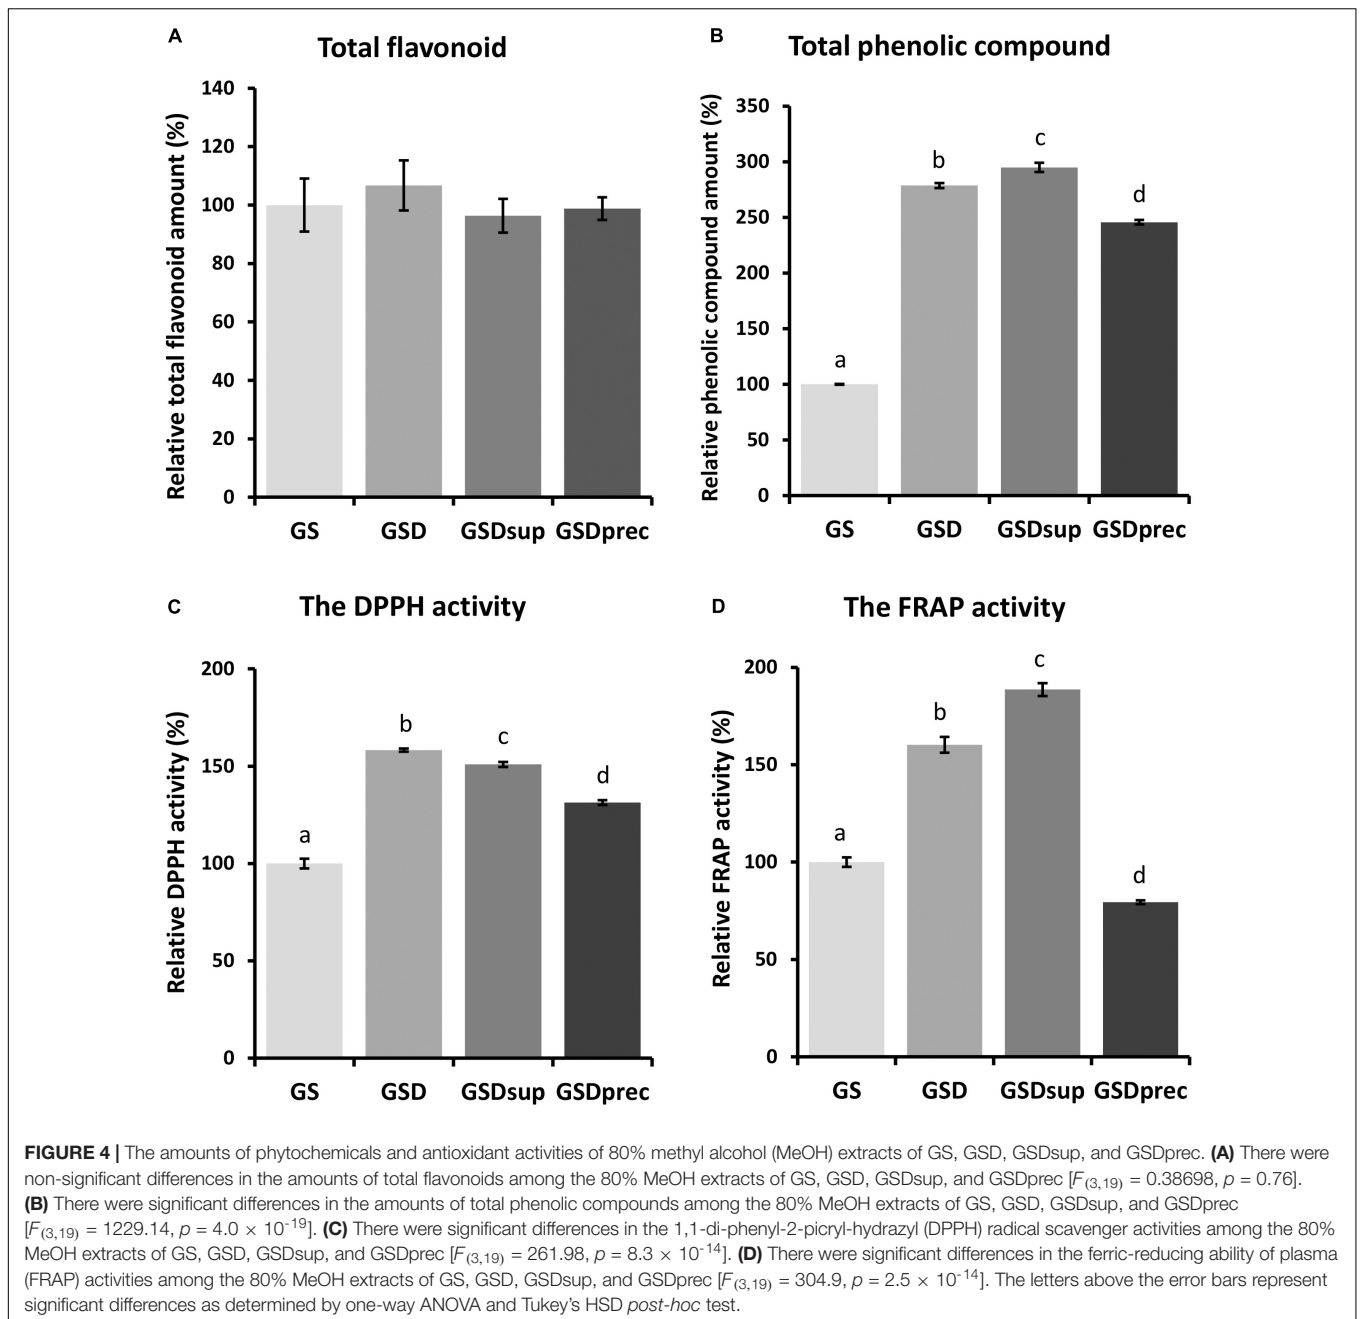 A
Total flavonoid
Relative total flavonoid amount (%)
140
120
100
80
60
40
20
0
GS GSD GSDsup GSDprec
B
Total phenolic compound
Relative phenolic compound amount (%)
350
300
250
200
150
100
50
0
a b c d
GS GSD GSDsup GSDprec
C
The DPPH activity
Relative DPPH activity (%)
200
150
100
50
0
a b c d
GS GSD GSDsup GSDprec
D
The FRAP activity
Relative FRAP activity (%)
200
150
100
50
0
a b c d
GS GSD GSDsup GSDprec
FIGURE 4 | The amounts of phytochemicals and antioxidant activities of 80% methyl alcohol (MeOH) extracts of GS, GSD, GSDsup, and GSDprec. (A) There were
non-significant differences in the amounts of total flavonoids among the 80% MeOH extracts of GS, GSD, GSDsup, and GSDprec [F(3,19) = 0.38698, p = 0.76].
(B) There were significant differences in the amounts of total phenolic compounds among the 80% MeOH extracts of GS, GSD, GSDsup, and GSDprec
[F(3,19) = 1229.14, p = 4.0 × 10-19]. (C) There were significant differences in the 1,1-di-phenyl-2-picryl-hydrazyl (DPPH) radical scavenger activities among the 80%
MeOH extracts of GS, GSD, GSDsup, and GSDprec [F(3,19) = 261.98, p = 8.3 × 10-14]. (D) There were significant differences in the ferric-reducing ability of plasma
(FRAP) activities among the 80% MeOH extracts of GS, GSD, GSDsup, and GSDprec [F(3,19) = 304.9, p = 2.5 × 10-14]. The letters above the error bars represent
significant differences as determined by one-way ANOVA and Tukey's HSD post-hoc test.